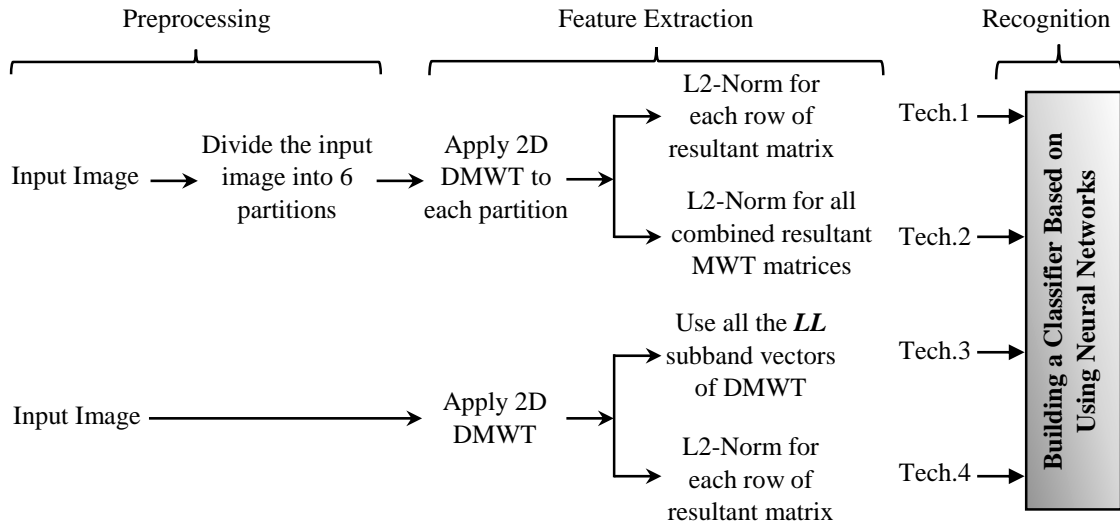 Preprocessing
Feature Extraction
Recognition
Input Image
Divide the input
image into 6
partitions
Apply 2D
DMWT to
each partition
L2-Norm for
each row of
resultant matrix
Tech.1
L2-Norm for all
combined resultant
MWT matrices
Tech.2
Input Image
Apply 2D
DMWT
Use all the LL
subband vectors
of DMWT
Tech.3
L2-Norm for
each row of
resultant matrix
Tech.4
Building a Classifier Based on
Using Neural Networks